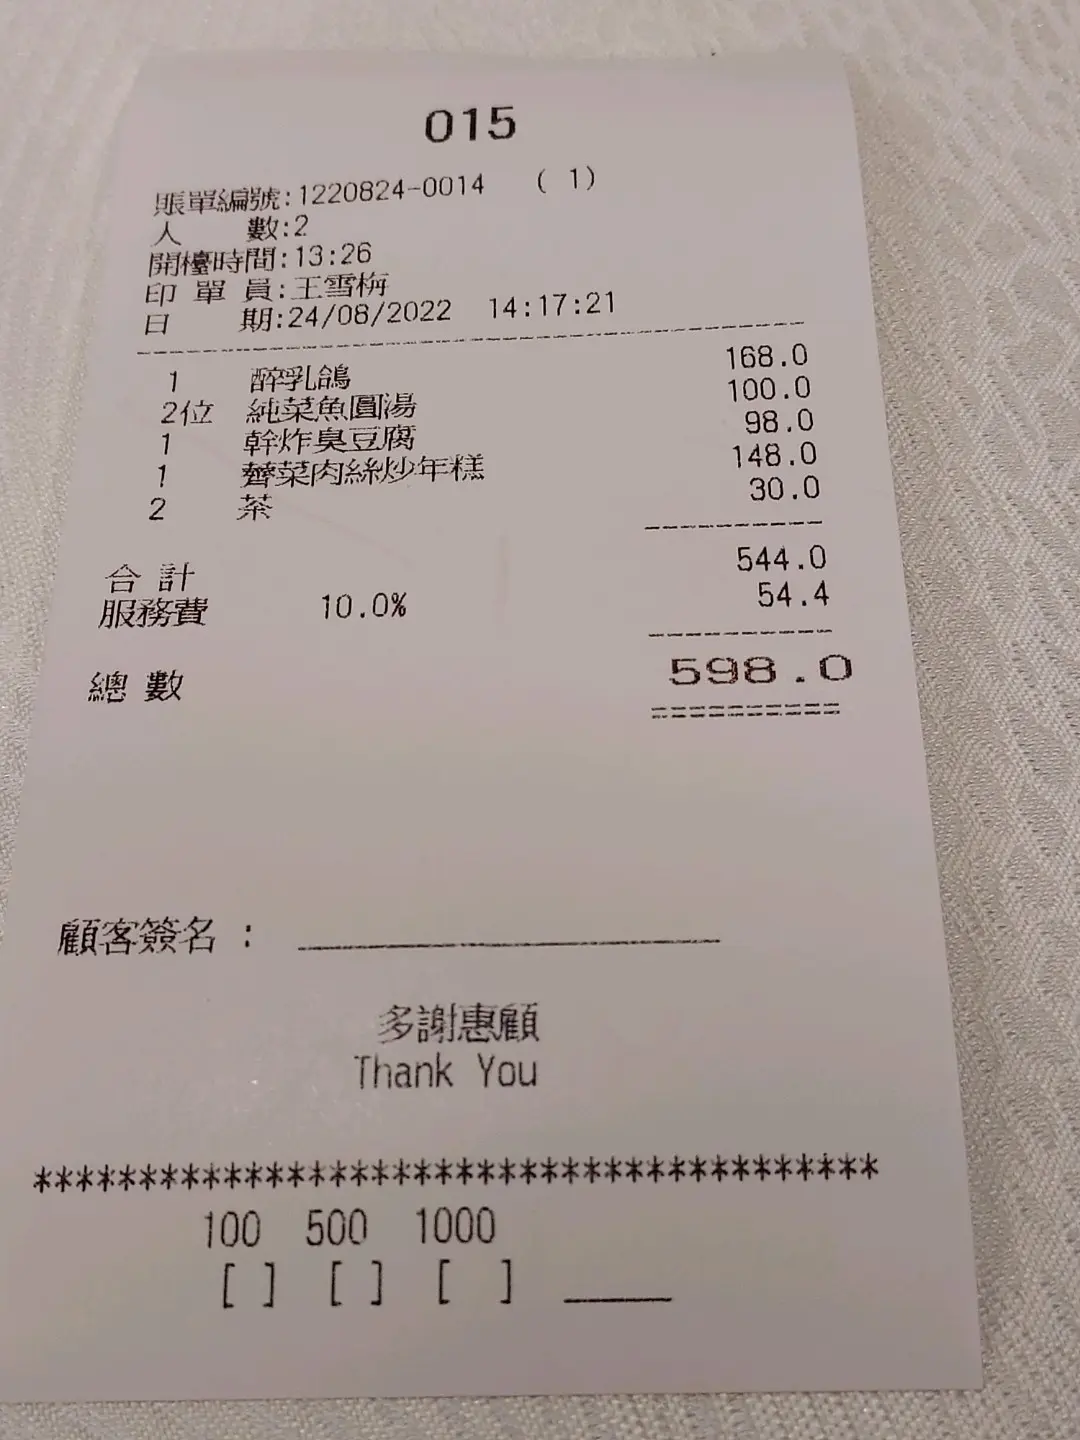 015
賬單編號:1220824-0014 ( 1)
人 數:2
開檯時間:13:26
印 單 員:王雪梅
日 期:24/08/2022 14:17:21
1 醉乳鴿 168.0
2位 純菜魚圓湯 100.0
1 幹炸臭豆腐 98.0
1 薺菜肉絲炒年糕 148.0
2 茶 30.0
合 計 544.0
服務費 10.0% 54.4
總 數 598.0
顧客簽名 :
多謝惠顧
Thank You
****************************************
100 500 1000
[ ] [ ] [ ] ______